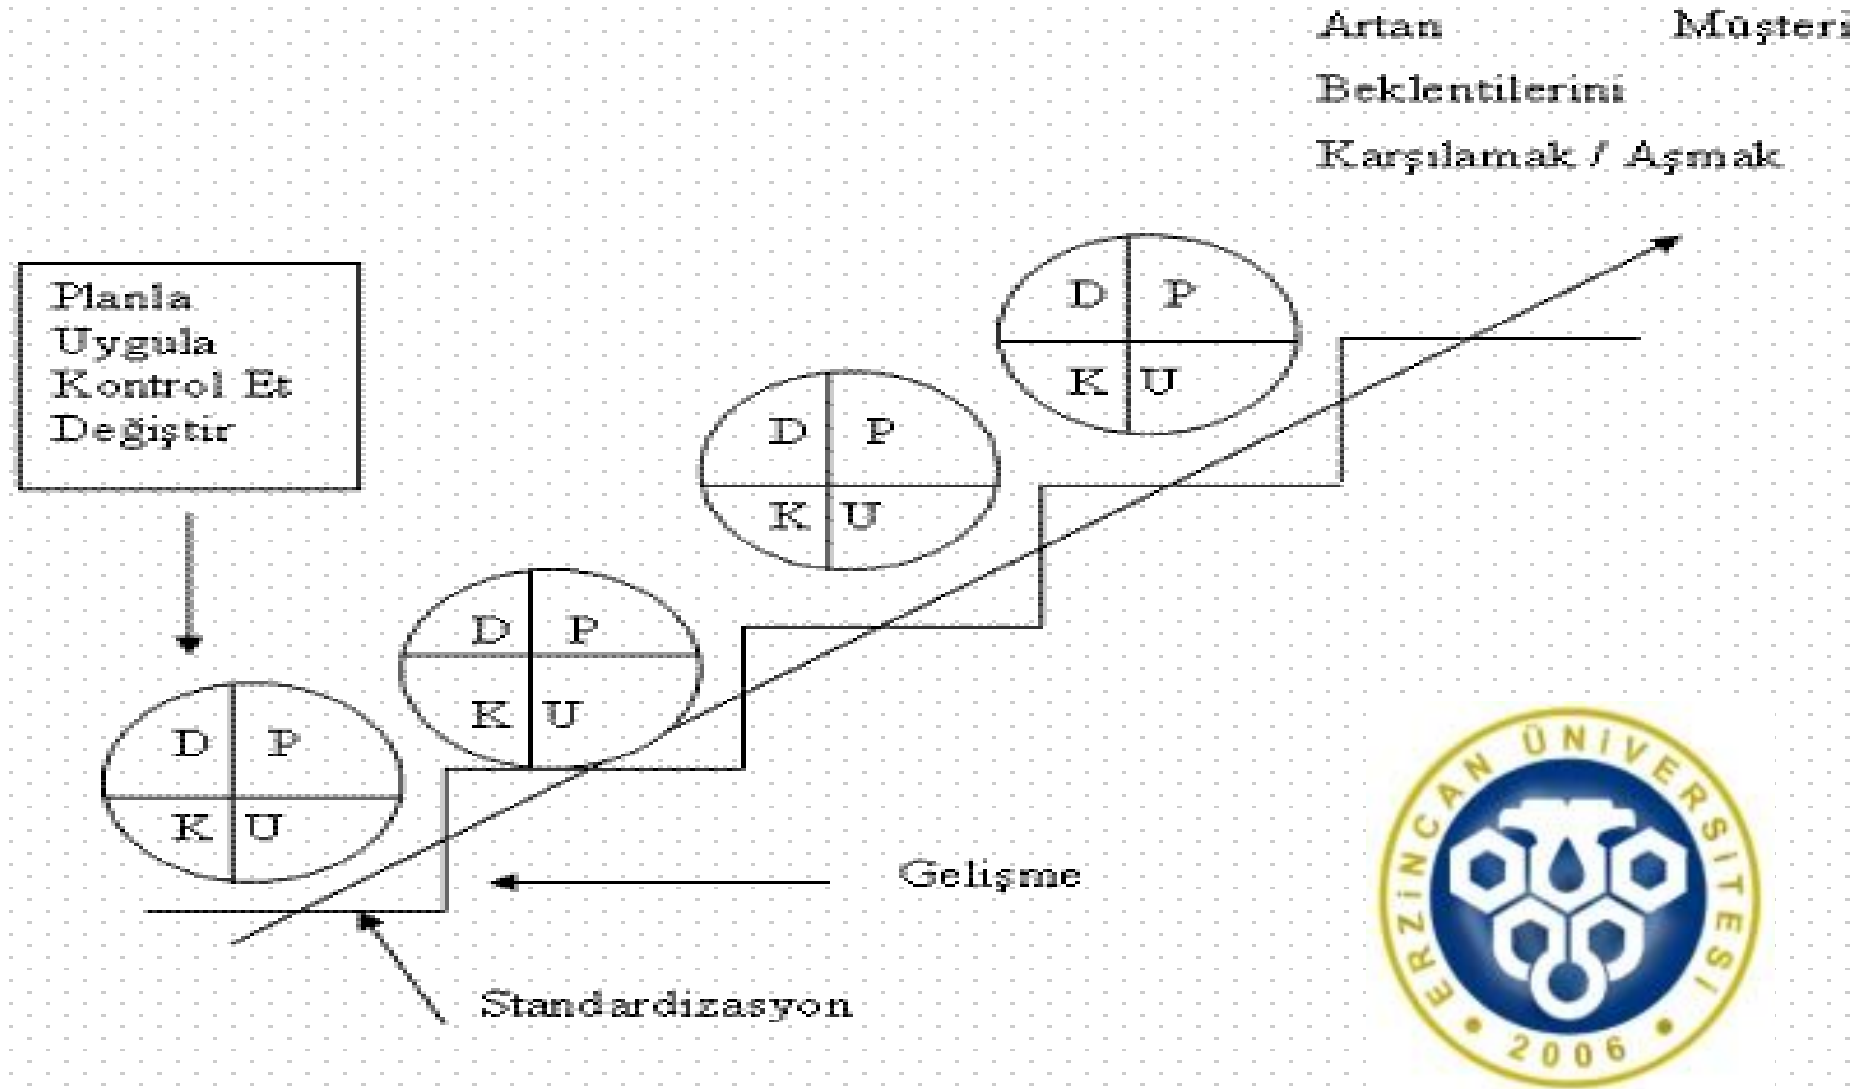 Artan Müşteri
Beklentilerini
Karşılamak / Aşmak
Planla
Uygula
Kontrol Et
Değiştir
D P
K U
D P
K U
D P
K U
D P
K U
Gelişme
Standardizasyon
ERZİNCAN ÜNİVERSİTESİ
2006